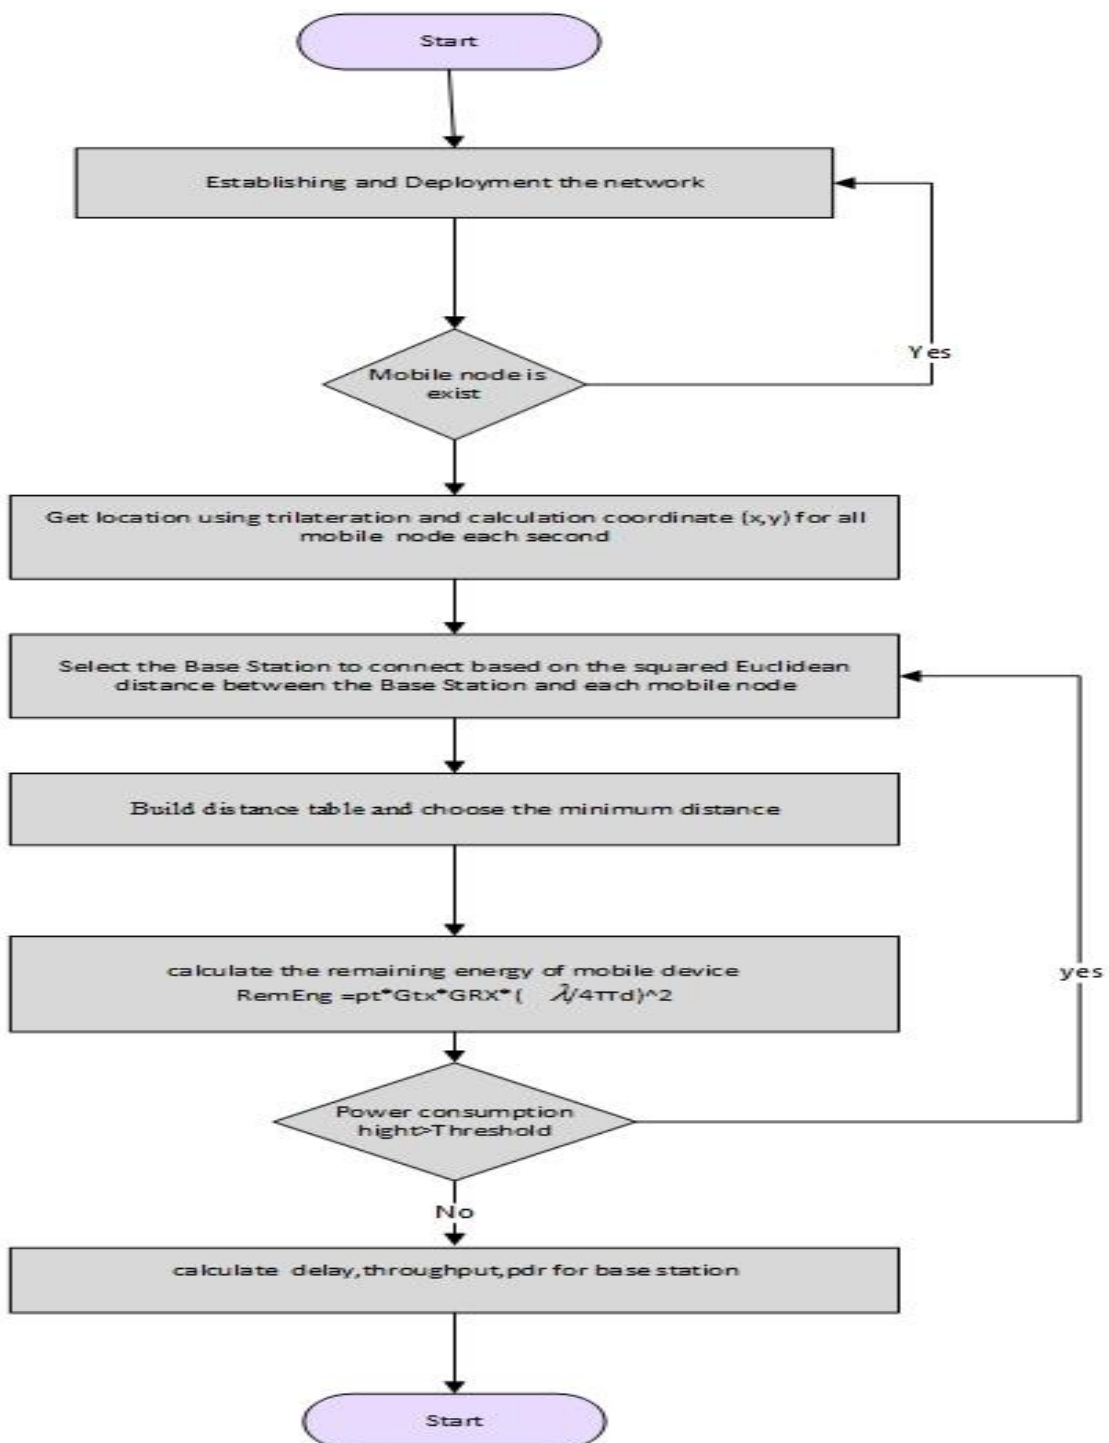 Start
Establishing and Deployment the network
Yes
Mobile node is
exist
Get location using trilateration and calculation coordinate (x,y) for all
mobile node each second
Select the Base Station to connect based on the squared Euclidean
distance between the Base Station and each mobile node
Build distance table and choose the minimum distance
calculate the remaining energy of mobile device
RemEng =pt*Gtx*GRX*( λ/4πd)^2
yes
Power consumption
hight>Threshold
No
calculate delay,throughput,pdr for base station
Start